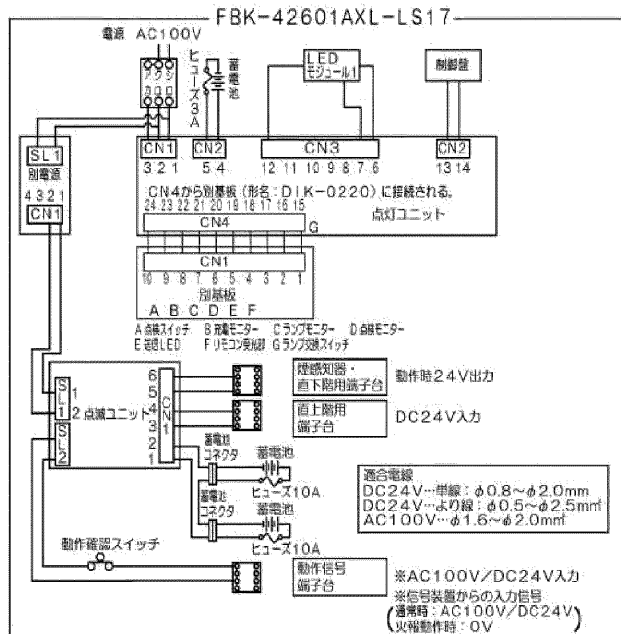 FBK-42601AXL-LS17
電源 AC100V
アカ
クロ
シロ
ヒューズ3A
蓄電池
LED
モジュール1
制御盤
SL1
別電源
4 3 2 1
CN1
CN1
3 2 1
CN2
5 4
CN3
12 11 10 9 8 7 6
CN2
13 14
CN4から別基板(形名:DIK-0220)に接続される。
24 23 22 21 20 19 18 17 16 15
CN4
G
点灯ユニット
CN1
10 9 8 7 6 5 4 3 2 1
別基板
A B C D E F
A 点検スイッチ B 充電モニター C ランプモニター D 点検モニター
E 送信LED F リモコン受光部 G ランプ交換スイッチ
SL1
1
2
点滅ユニット
SL2
6
5
4
3
2
1
CN1
煙感知器・
直下階用端子台
動作時24V出力
直上階用
端子台
DC24V入力
蓄電池
コネクタ
蓄電池
ヒューズ10A
蓄電池
コネクタ
蓄電池
ヒューズ10A
適合電線
DC24V…単線:φ0.8~φ2.0mm
DC24V…より線:φ0.5~φ2.5mm²
AC100V…φ1.6~φ2.0mm
動作確認スイッチ
動作信号
端子台
※AC100V/DC24V入力
※信号装置からの入力信号
(通常時:AC100V/DC24V
火報動作時:0V)